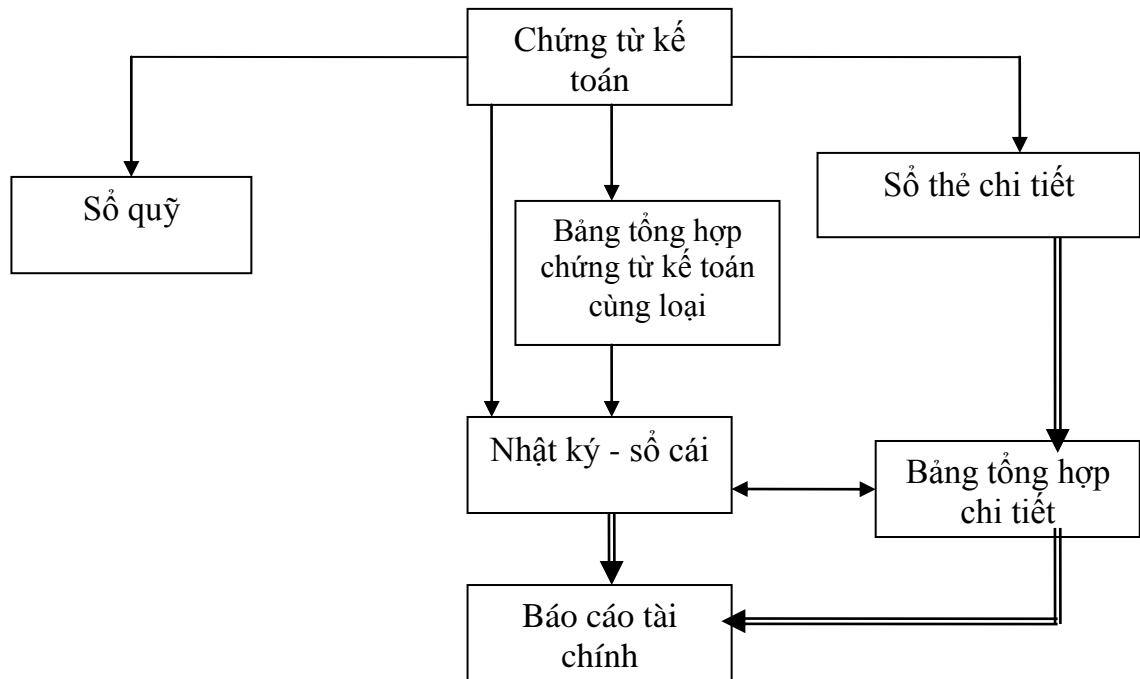 Chứng từ kế
toán
Sổ quỹ
Sổ thẻ chi tiết
Bảng tổng hợp
chứng từ kế toán
cùng loại
Nhật ký - sổ cái
Bảng tổng hợp
chi tiết
Báo cáo tài
chính